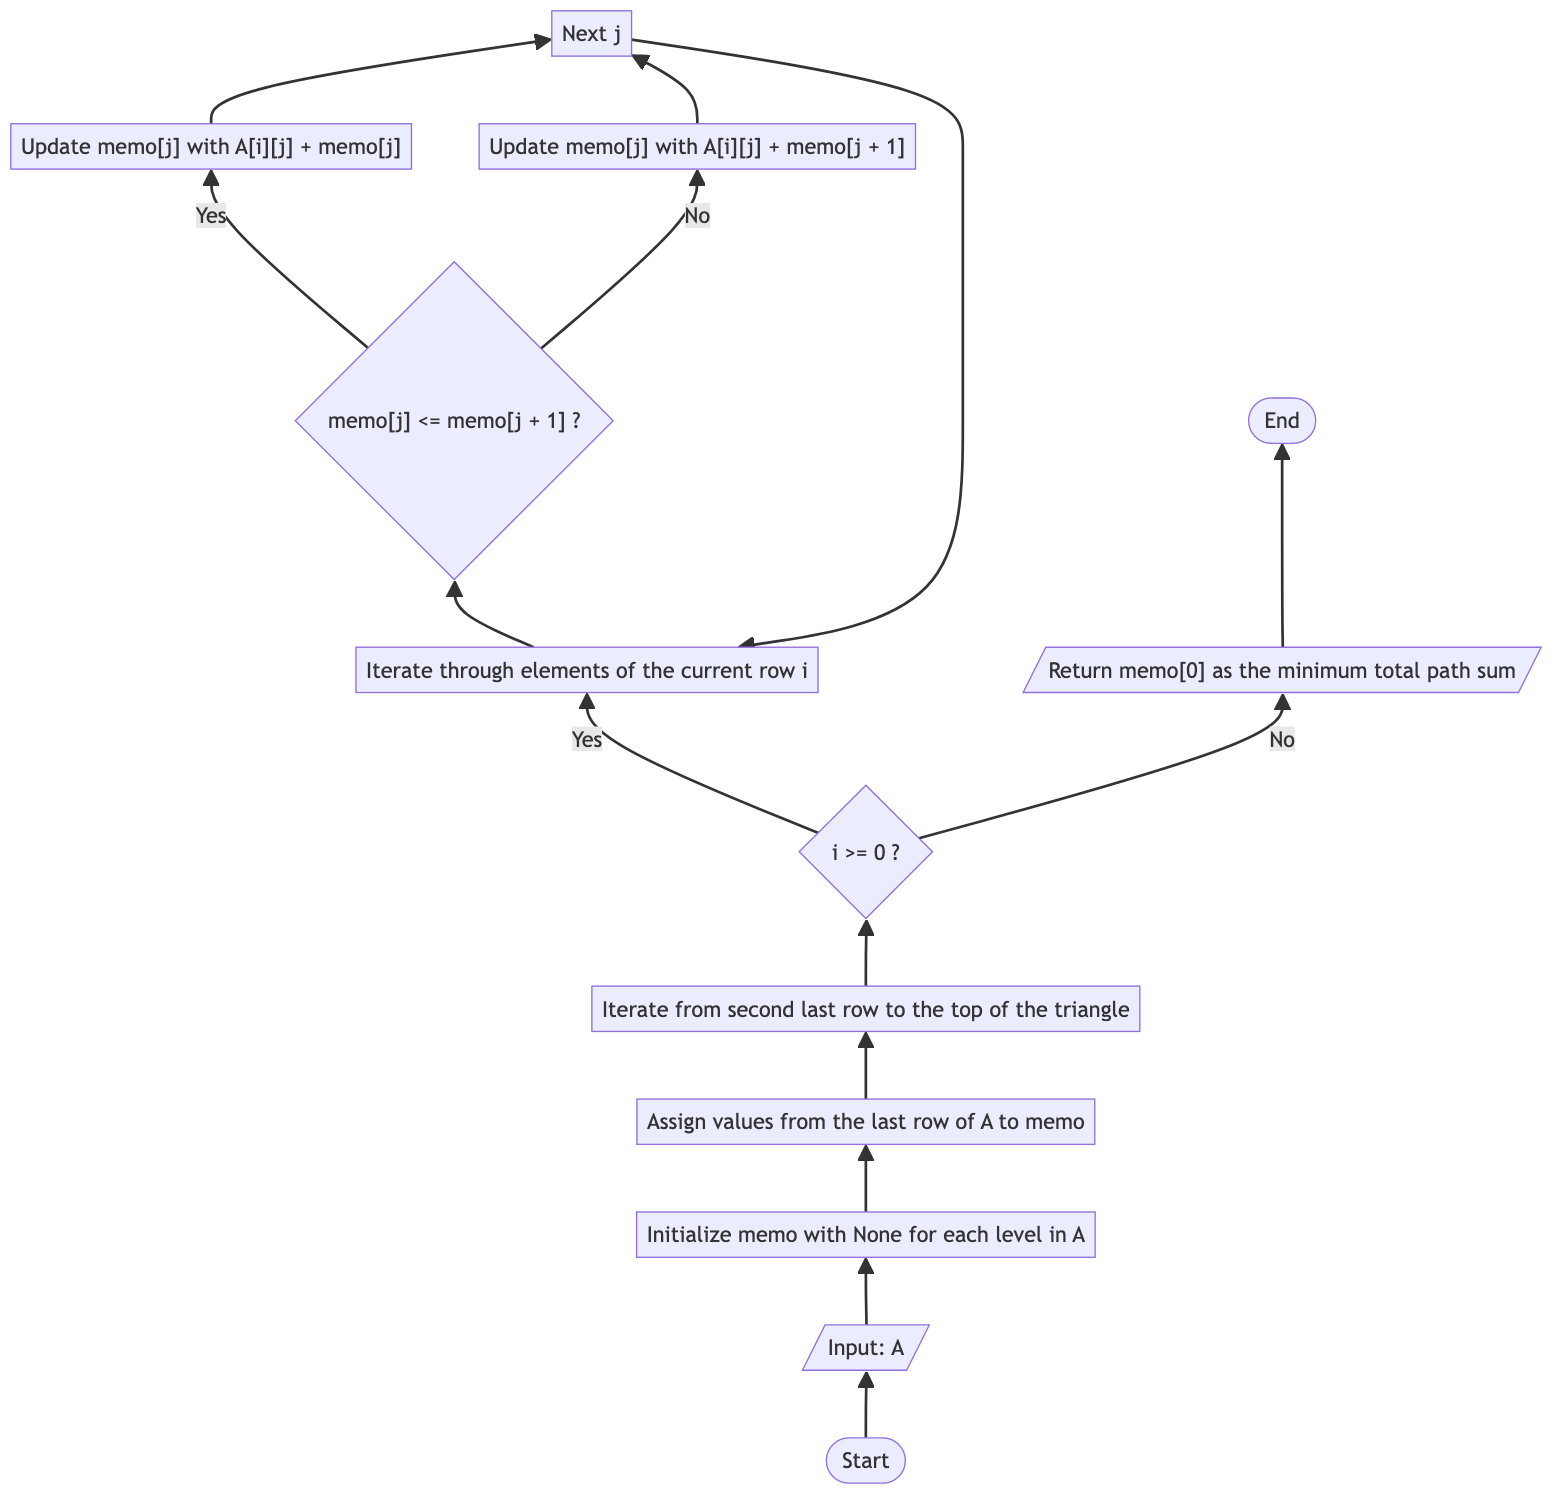 Next j
Update memo[j] with A[i][j] + memo[j]
Update memo[j] with A[i][j] + memo[j + 1]
Yes
No
memo[j] <= memo[j + 1] ?
End
Iterate through elements of the current row i
Return memo[0] as the minimum total path sum
Yes
No
i >= 0 ?
Iterate from second last row to the top of the triangle
Assign values from the last row of A to memo
Initialize memo with None for each level in A
Input: A
Start